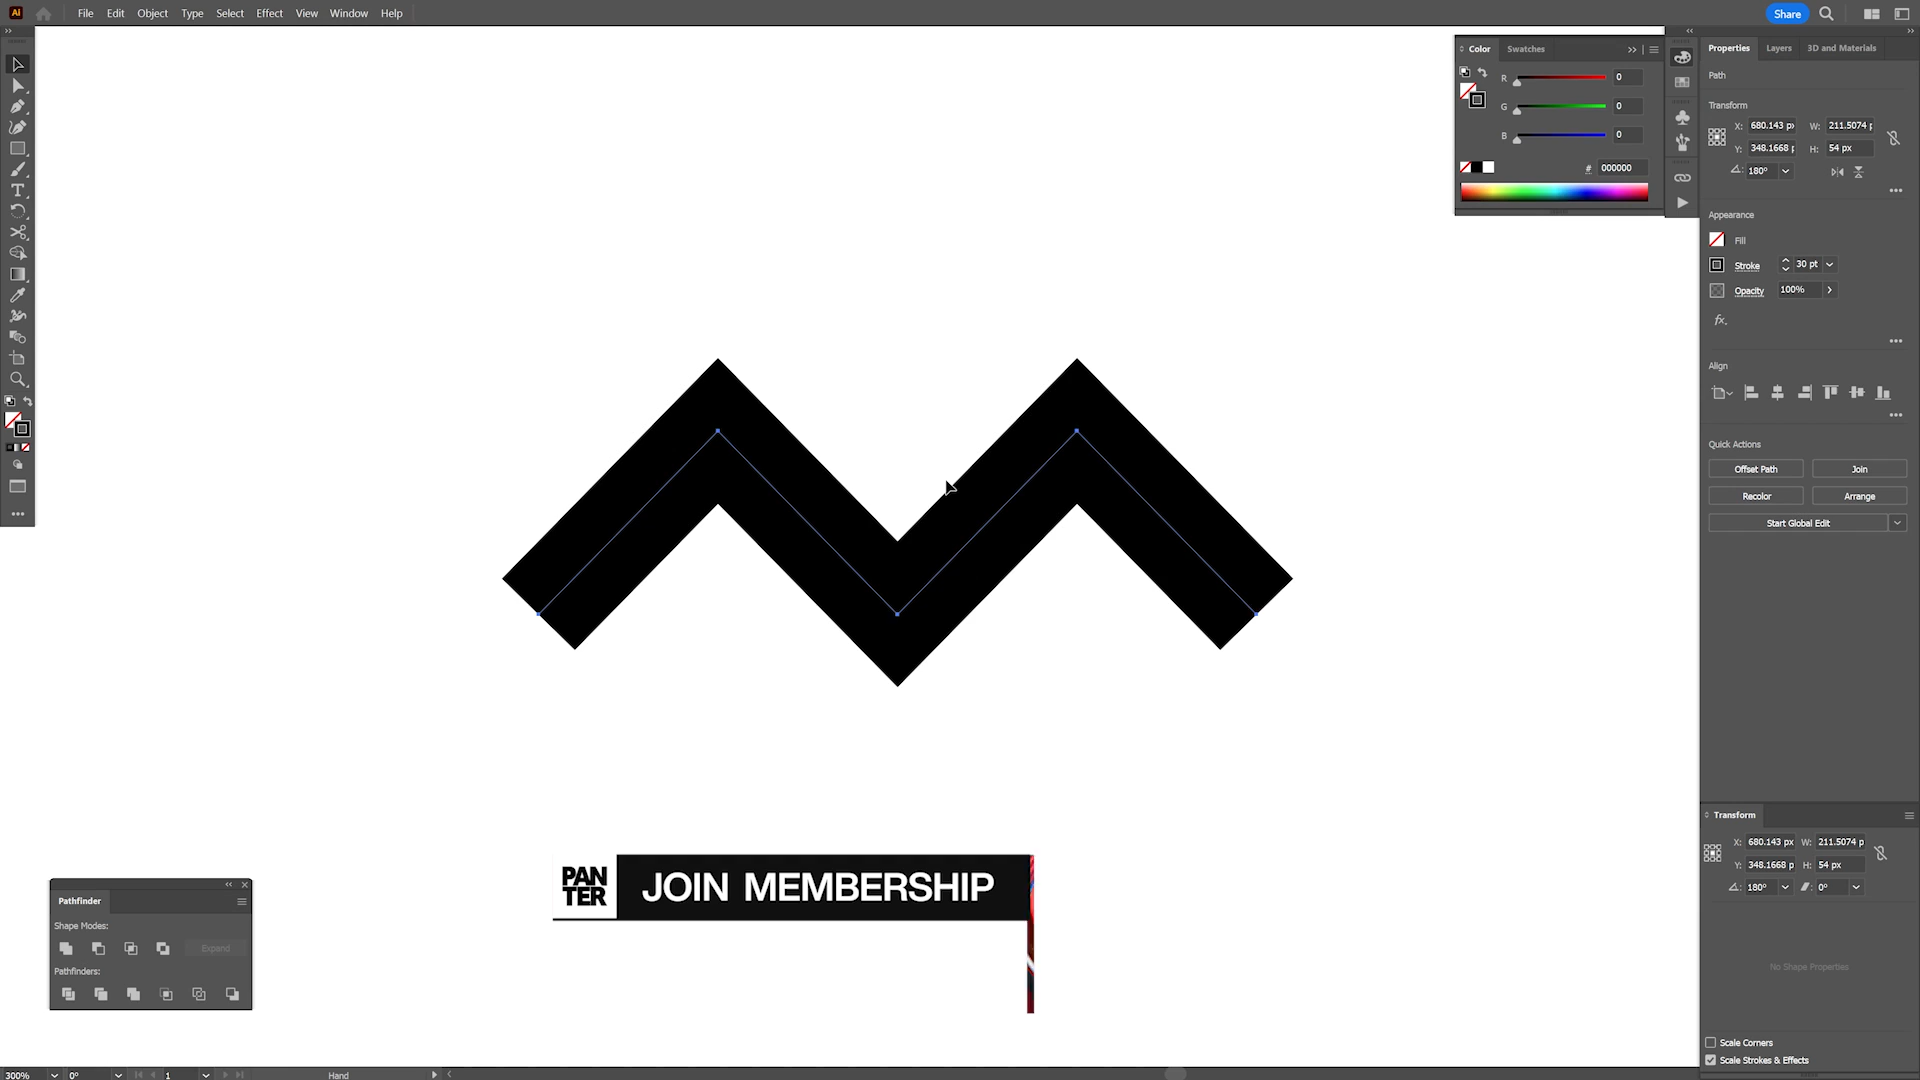 Ai File Edit Object Type Select Effect View Window Help Share
Color Swatches
R 0
G 0
B 0
# 000000
Properties Layers 3D and Materials
Path
Transform
X: 680.143 px W: 211.5074 p
Y: 348.1668 p H: 54 px
180°
Appearance
Fill
Stroke 30 pt
Opacity 100%
fx.
Align
Quick Actions
Offset Path Join
Recolor Arrange
Start Global Edit
PAN
TER
JOIN MEMBERSHIP
Pathfinder
Shape Modes:
Expand
Pathfinders:
Transform
X: 680.143 px W: 211.5074 p
Y: 348.1668 p H: 54 px
180° 0°
No Shape Properties
Scale Corners
Scale Strokes & Effects
300% 0° 1 Hand